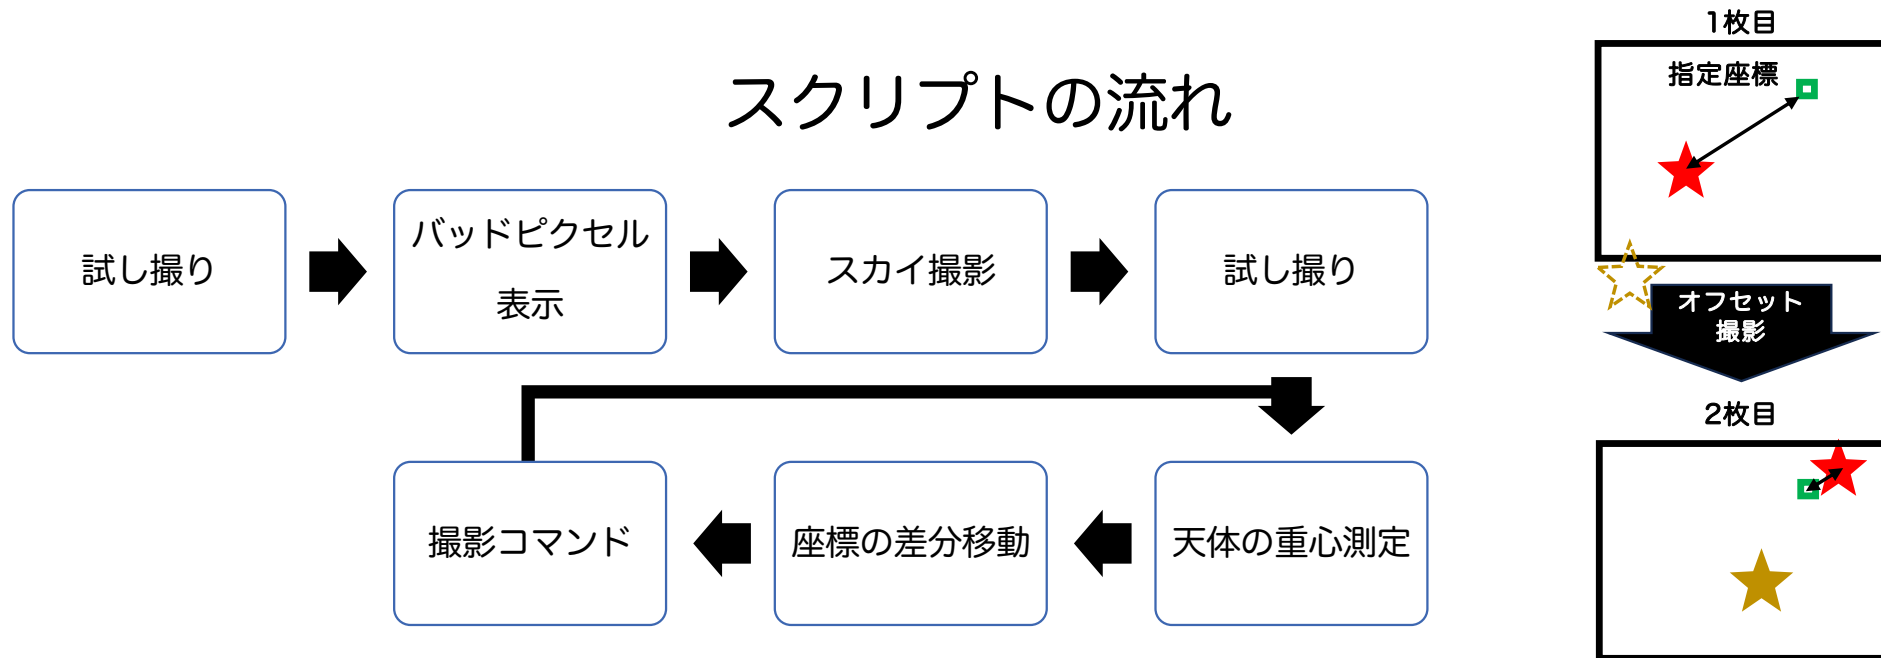 スクリプトの流れ
試し撮り
バッドピクセル
表示
スカイ撮影
試し撮り
天体の重心測定
座標の差分移動
撮影コマンド
1枚目
指定座標
オフセット
撮影
2枚目